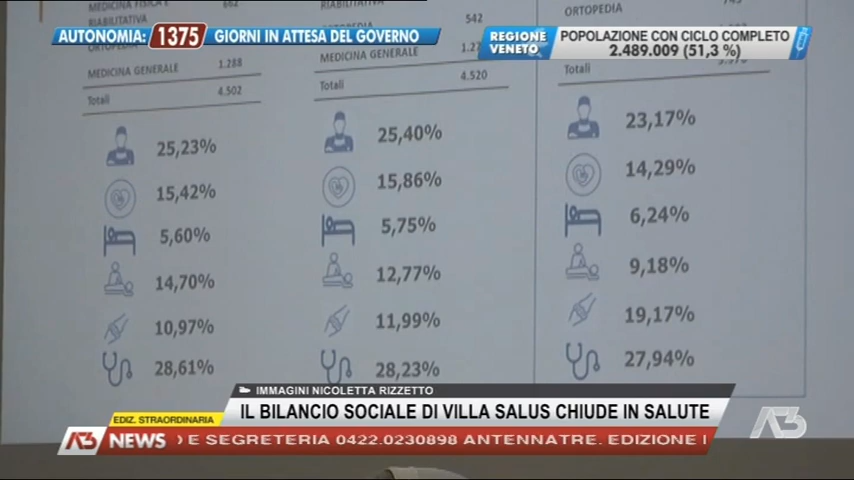 MEDICINA FISICA E
RIABILITATIVA
662
AUTONOMIA: 1375 GIORNI IN ATTESA DEL GOVERNO
MEDICINA GENERALE 1.288
Totali 4.502
25,23%
15,42%
5,60%
14,70%
10,97%
28,61%
RIABILITATIVA
542
ORTOPEDIA
MEDICINA GENERALE
Totali 4.520
25,40%
15,86%
5,75%
12,77%
11,99%
28,23%
ORTOPEDIA
REGIONE
VENETO
POPOLAZIONE CON CICLO COMPLETO
2.489.009 (51,3 %)
Totali
23,17%
14,29%
6,24%
9,18%
19,17%
27,94%
IMMAGINI NICOLETTA RIZZETTO
EDIZ. STRAORDINARIA
IL BILANCIO SOCIALE DI VILLA SALUS CHIUDE IN SALUTE
A3 NEWS
O E SEGRETERIA 0422.0230898 ANTENNATRE. EDIZIONE
A3